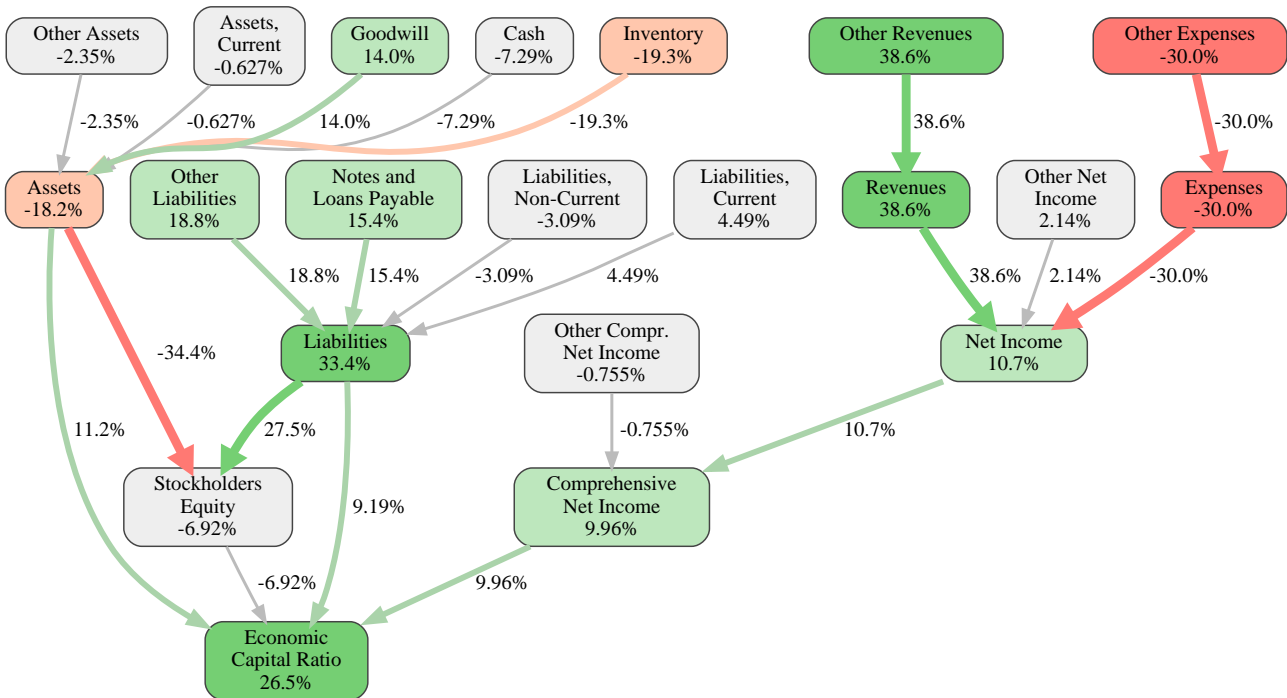 Other Assets
-2.35%
Assets,
Current
-0.627%
Goodwill
14.0%
Cash
-7.29%
Inventory
-19.3%
Other Revenues
38.6%
Other Expenses
-30.0%
-2.35%
-0.627%
14.0%
-7.29%
-19.3%
38.6%
-30.0%
Assets
-18.2%
Other
Liabilities
18.8%
Notes and
Loans Payable
15.4%
Liabilities,
Non-Current
-3.09%
Liabilities,
Current
4.49%
Revenues
38.6%
Other Net
Income
2.14%
Expenses
-30.0%
18.8%
15.4%
-3.09%
4.49%
38.6%
2.14%
-30.0%
Liabilities
33.4%
Other Compr.
Net Income
-0.755%
Net Income
10.7%
-34.4%
11.2%
27.5%
-0.755%
10.7%
Stockholders
Equity
-6.92%
9.19%
Comprehensive
Net Income
9.96%
-6.92%
9.96%
Economic
Capital Ratio
26.5%